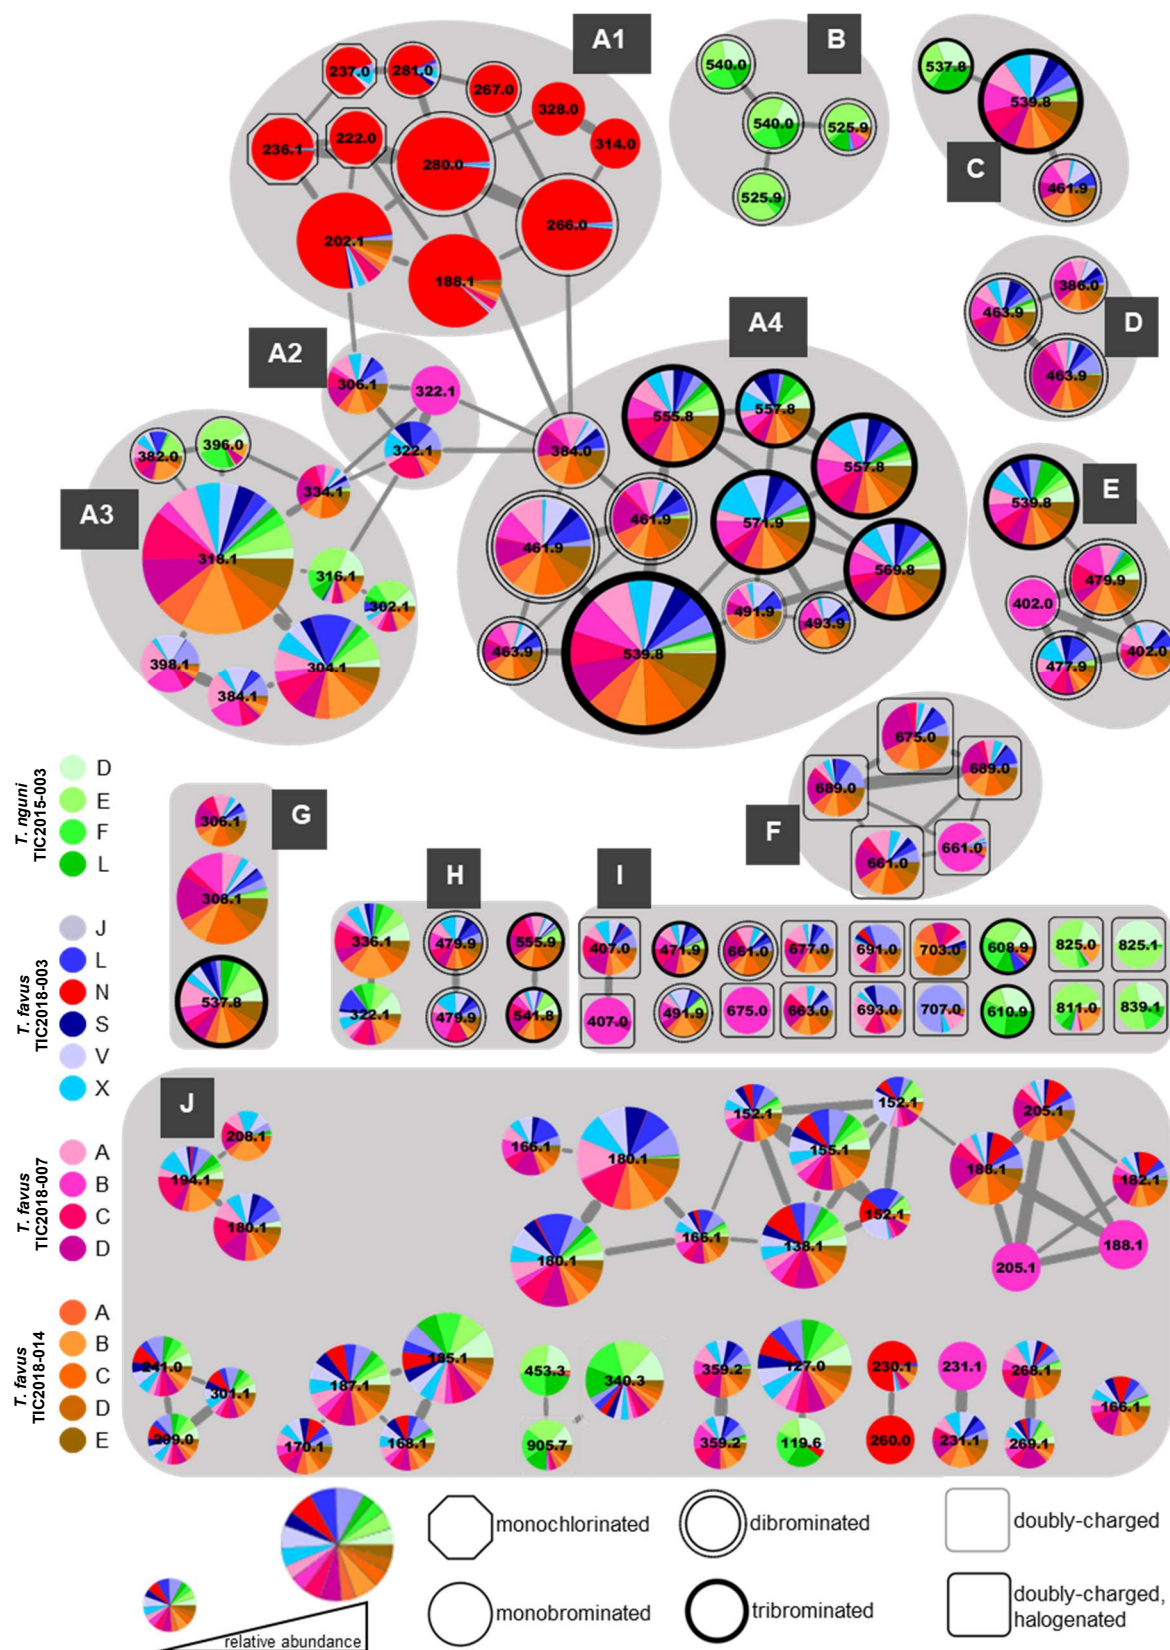 A1
B
C
237.0
281.0
267.0
328.0
314.0
236.1
222.0
280.0
266.0
202.1
188.1
540.0
540.0
525.9
525.9
537.8
539.8
461.9
D
463.9
386.0
463.9
A2
306.1
322.1
322.1
A4
555.8
557.8
557.8
384.0
461.9
461.9
571.9
569.8
491.9
493.9
463.9
539.8
A3
382.0
396.0
334.1
318.1
316.1
302.1
398.1
384.1
304.1
E
539.8
479.9
402.0
477.9
402.0
F
675.0
689.0
689.0
661.0
661.0
T. nguni
TIC2015-003
D
E
F
L
T. favus
TIC2018-003
J
L
N
S
V
X
T. favus
TIC2018-007
A
B
C
D
T. favus
TIC2018-014
A
B
C
D
E
G
306.1
308.1
537.8
H
336.1
479.9
555.9
322.1
479.9
541.8
I
407.0
471.9
661.0
677.0
691.0
703.0
608.9
825.0
825.1
407.0
491.9
675.0
663.0
693.0
707.0
610.9
811.0
839.1
J
208.1
194.1
180.1
166.1
180.1
152.1
155.1
152.1
205.1
188.1
182.1
180.1
166.1
138.1
152.1
205.1
188.1
241.0
301.1
209.0
187.1
185.1
170.1
168.1
453.3
340.3
905.7
359.2
127.0
230.1
231.1
268.1
166.1
359.2
119.6
260.0
231.1
269.1
relative abundance
monochlorinated
dibrominated
doubly-charged
monobrominated
tribrominated
doubly-charged,
halogenated